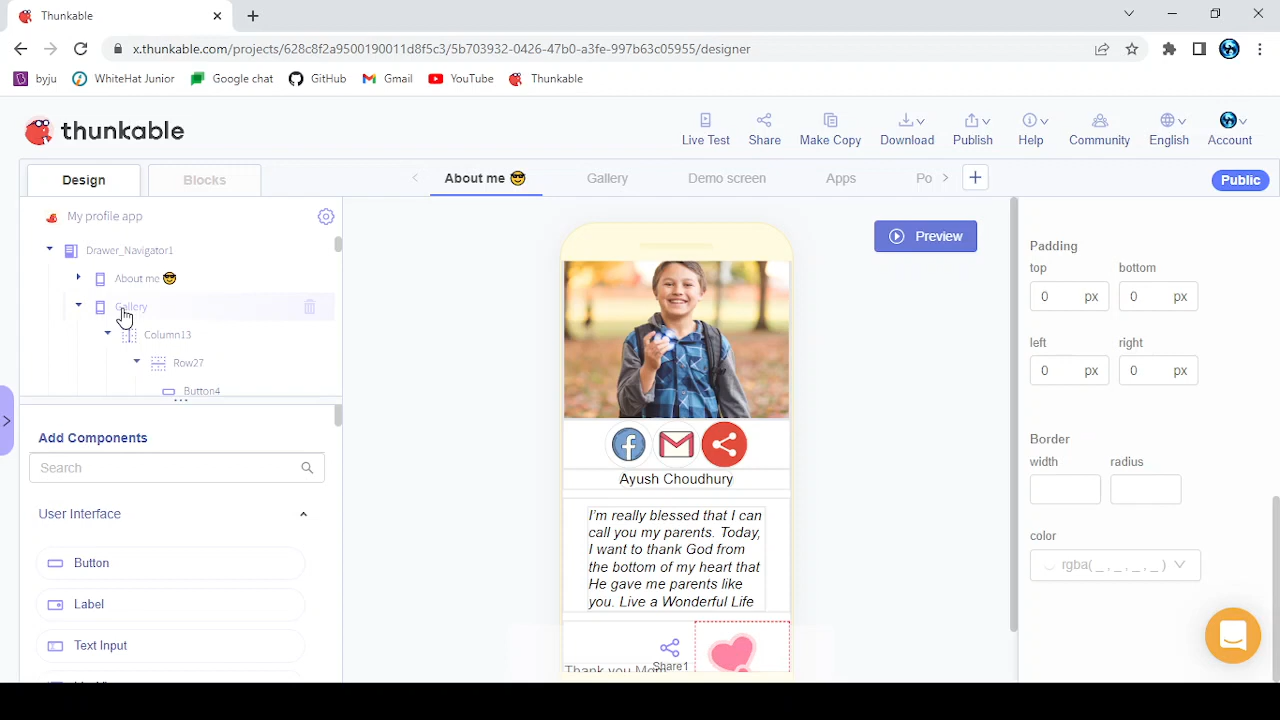 Thunkable
x.thunkable.com/projects/628c8f2a9500190011d8f5c3/5b703932-0426-47b0-a3fe-997b63c05955/designer
byju WhiteHat Junior Google chat GitHub Gmail YouTube Thunkable
thunkable
Live Test Share Make Copy Download Publish Help Community English Account
Design Blocks
About me 😎 Gallery Demo screen Apps Po
Public
My profile app
Drawer_Navigator1
About me 😎
Gallery
Column13
Row27
Button4
Add Components
Search
User Interface
Button
Label
Text Input
Preview
Ayush Choudhury
I'm really blessed that I can
call you my parents. Today,
I want to thank God from
the bottom of my heart that
He gave me parents like
you. Live a Wonderful Life
Share1
Thank you Mom
Padding
top bottom
0 px 0 px
left right
0 px 0 px
Border
width radius
color
rgba( _ , _ , _ , _ )